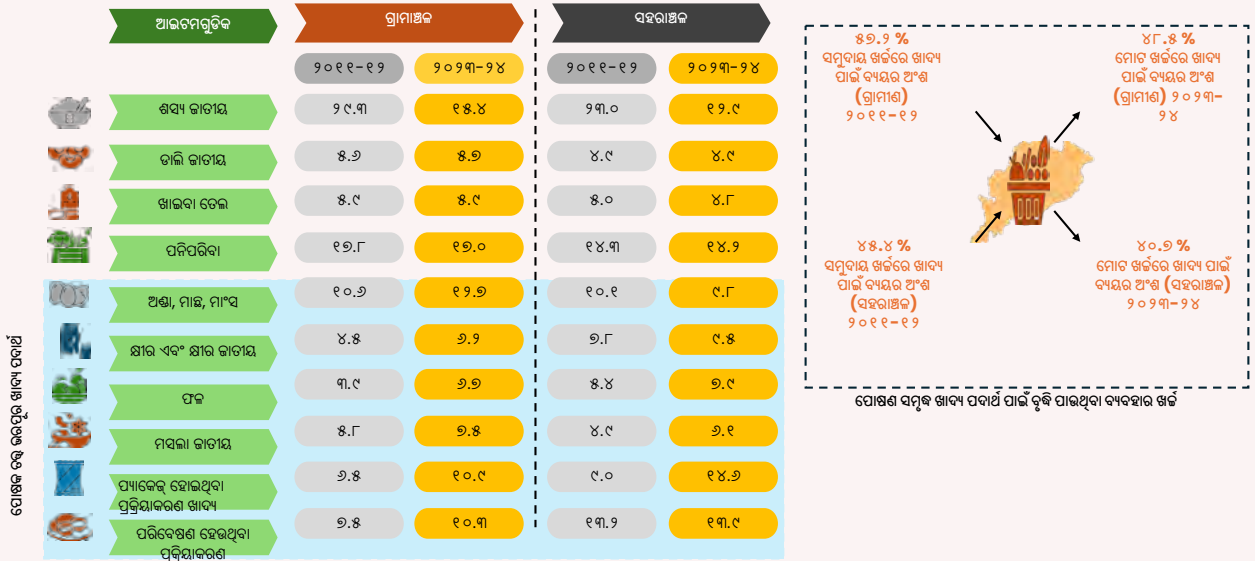 ଆଇଟମଗୁଡିକ
ଗ୍ରାମାଞ୍ଚଳ
ସହରାଞ୍ଚଳ
୨୦୧୧-୧୨
୨୦୨୩-୨୪
୨୦୧୧-୧୨
୨୦୨୩-୨୪
ଶସ୍ୟ ଜାତୀୟ
୨୯.୩
୧୫.୪
୨୩.୦
୧୨.୯
ଡାଲି ଜାତୀୟ
୫.୬
୫.୭
୪.୯
୪.୯
ଖାଇବା ତେଲ
୫.୯
୫.୯
୫.୦
୪.୮
ପନିପରିବା
୧୭.୮
୧୭.୦
୧୪.୩
୧୪.୨
ଅଣ୍ଡା, ମାଛ, ମାଂସ
୧୦.୬
୧୨.୭
୧୦.୧
୯.୮
କ୍ଷୀର ଏବଂ କ୍ଷୀର ଜାତୀୟ
୪.୫
୬.୨
୭.୮
୯.୫
ଫଳ
୩.୯
୬.୭
୫.୪
୭.୯
ମସଲା ଜାତୀୟ
୫.୮
୭.୫
୪.୯
୬.୧
ପ୍ୟାକେଜ୍ ହୋଇଥିବା
ପ୍ରକ୍ରିୟାକରଣ ଖାଦ୍ୟ
୬.୫
୧୦.୯
୯.୦
୧୪.୬
ପରିବେଷଣ ହେଉଥିବା
ପ୍ରକ୍ରିୟାକରଣ
୭.୫
୧୦.୩
୧୩.୨
୧୩.୯
ପୋଷକ ତତ୍ତ୍ଵ ଭରପୂର ଖାଦ୍ୟ ପଦାର୍ଥ
୫୭.୨ %
ସମୁଦାୟ ଖର୍ଚ୍ଚରେ ଖାଦ୍ୟ
ପାଇଁ ବ୍ୟୟର ଅଂଶ
(ଗ୍ରାମୀଣ)
୨୦୧୧-୧୨
୪୮.୫ %
ମୋଟ ଖର୍ଚ୍ଚରେ ଖାଦ୍ୟ
ପାଇଁ ବ୍ୟୟର ଅଂଶ
(ଗ୍ରାମୀଣ) ୨୦୨୩-
୨୪
୪୫.୪ %
ସମୁଦାୟ ଖର୍ଚ୍ଚରେ ଖାଦ୍ୟ
ପାଇଁ ବ୍ୟୟର ଅଂଶ
(ସହରାଞ୍ଚଳ)
୨୦୧୧-୧୨
୪୦.୭ %
ମୋଟ ଖର୍ଚ୍ଚରେ ଖାଦ୍ୟ ପାଇଁ
ବ୍ୟୟର ଅଂଶ (ସହରାଞ୍ଚଳ)
୨୦୨୩-୨୪
ପୋଷଣ ସମୃଦ୍ଧ ଖାଦ୍ୟ ପଦାର୍ଥ ପାଇଁ ବୃଦ୍ଧି ପାଉଥିବା ବ୍ୟବହାର ଖର୍ଚ୍ଚ